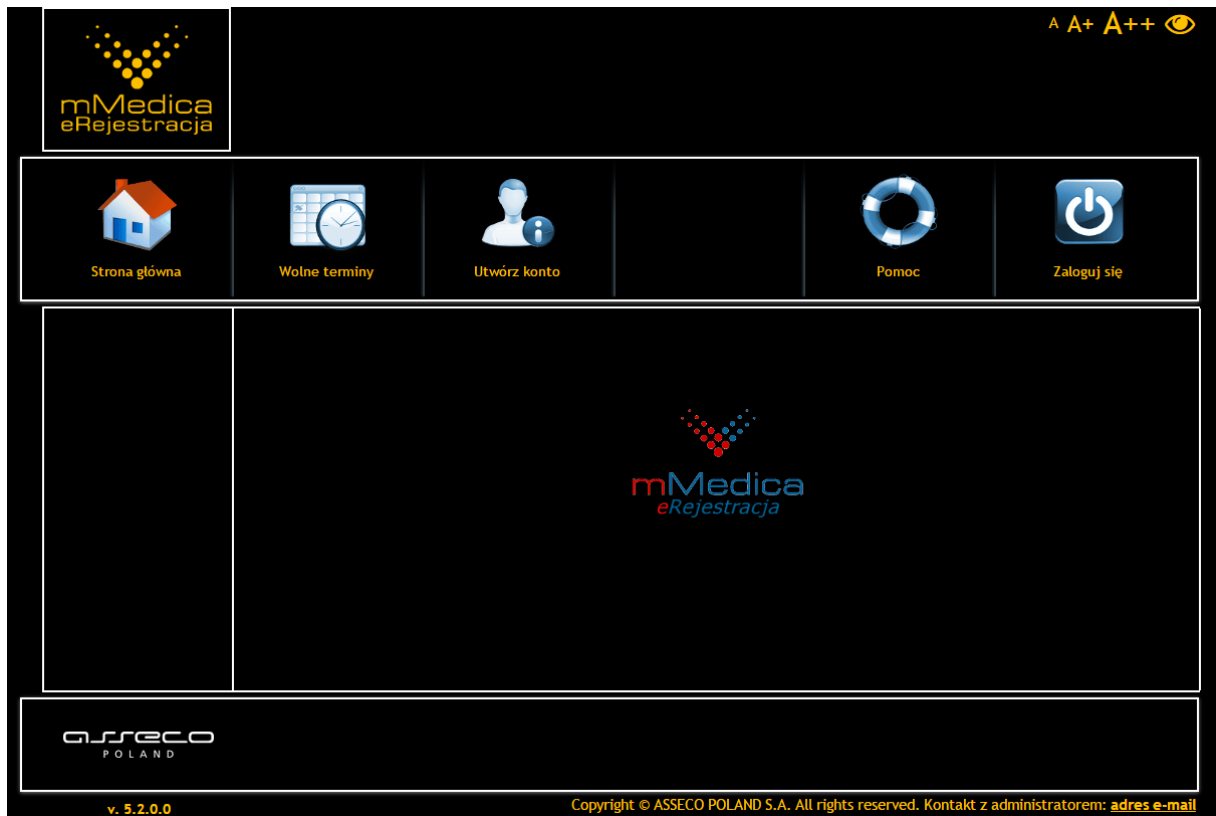 A A+ A++
mMedica
eRejestracja
Strona główna
Wolne terminy
Utwórz konto
Pomoc
Zaloguj się
mMedica
eRejestracja
asseco
POLAND
v. 5.2.0.0
Copyright © ASSECO POLAND S.A. All rights reserved. Kontakt z administratorem: adres e-mail